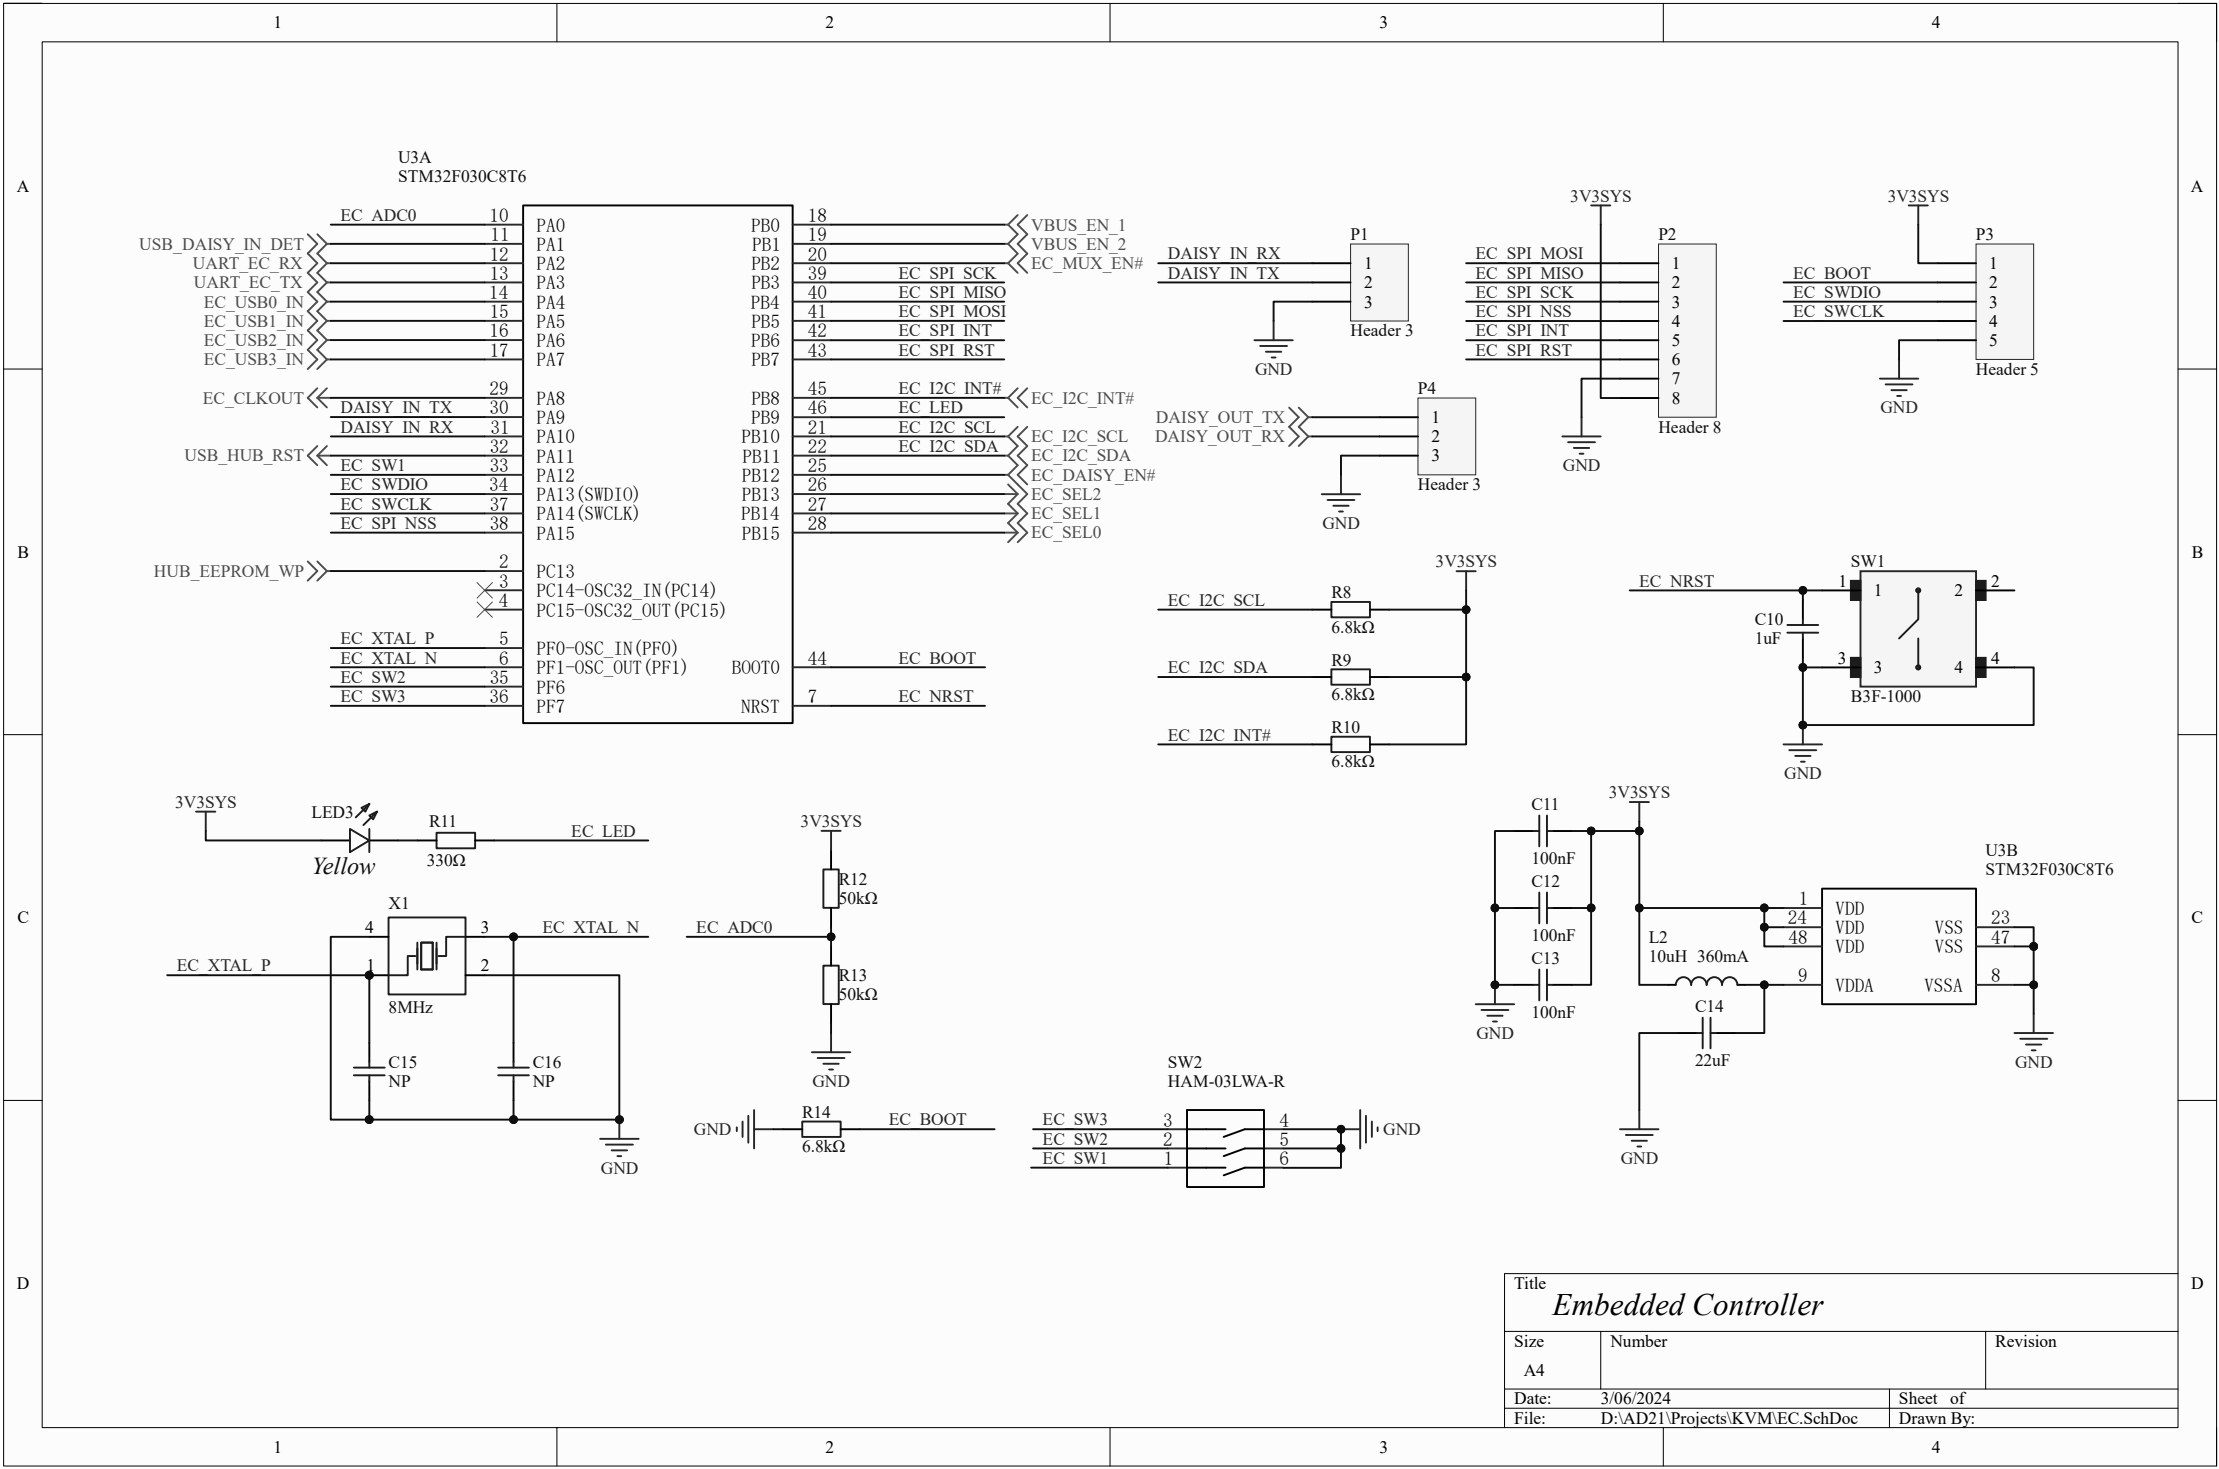 1 2 3 4
A A
B B
C C
D D
1 2 3 4
U3A
STM32F030C8T6
EC_ADC0 10 PA0
USB_DAISY_IN_DET 11 PA1
UART_EC_RX 12 PA2
UART_EC_TX 13 PA3
EC_USB0_IN 14 PA4
EC_USB1_IN 15 PA5
EC_USB2_IN 16 PA6
EC_USB3_IN 17 PA7
EC_CLKOUT 29 PA8
DAISY_IN_TX 30 PA9
DAISY_IN_RX 31 PA10
USB_HUB_RST 32 PA11
EC_SW1 33 PA12
EC_SWDIO 34 PA13(SWDIO)
EC_SWCLK 37 PA14(SWCLK)
EC_SPI_NSS 38 PA15
HUB_EEPROM_WP 2 PC13
3 PC14-OSC32_IN(PC14)
4 PC15-OSC32_OUT(PC15)
EC_XTAL_P 5 PF0-OSC_IN(PF0)
EC_XTAL_N 6 PF1-OSC_OUT(PF1)
EC_SW2 35 PF6
EC_SW3 36 PF7
PB0 18 VBUS_EN_1
PB1 19 VBUS_EN_2
PB2 20 EC_MUX_EN#
PB3 39 EC_SPI_SCK
PB4 40 EC_SPI_MISO
PB5 41 EC_SPI_MOSI
PB6 42 EC_SPI_INT
PB7 43 EC_SPI_RST
PB8 45 EC_I2C_INT# EC_I2C_INT#
PB9 46 EC_LED
PB10 21 EC_I2C_SCL EC_I2C_SCL
PB11 22 EC_I2C_SDA EC_I2C_SDA
PB12 25 EC_DAISY_EN#
PB13 26 EC_SEL2
PB14 27 EC_SEL1
PB15 28 EC_SEL0
BOOT0 44 EC_BOOT
NRST 7 EC_NRST
P1
DAISY_IN_RX 1
DAISY_IN_TX 2
3
Header 3
GND
3V3SYS
P2
EC_SPI_MOSI 1
EC_SPI_MISO 2
EC_SPI_SCK 3
EC_SPI_NSS 4
EC_SPI_INT 5
EC_SPI_RST 6
7
8
Header 8
GND
3V3SYS
P3
1
EC_BOOT 2
EC_SWDIO 3
EC_SWCLK 4
5
Header 5
GND
P4
DAISY_OUT_TX 1
DAISY_OUT_RX 2
3
Header 3
GND
3V3SYS
EC_I2C_SCL R8
6.8kΩ
EC_I2C_SDA R9
6.8kΩ
EC_I2C_INT# R10
6.8kΩ
SW1
EC_NRST 1 1 2 2
C10
1uF
3 3 4 4
B3F-1000
GND
3V3SYS
LED3 R11 EC_LED
Yellow 330Ω
X1
4 3 EC_XTAL_N
EC_XTAL_P 1 2
8MHz
C15
NP
C16
NP
GND
3V3SYS
R12
50kΩ
EC_ADC0
R13
50kΩ
GND
GND R14 EC_BOOT
6.8kΩ
SW2
HAM-03LWA-R
EC_SW3 3 4 GND
EC_SW2 2 5
EC_SW1 1 6
3V3SYS
C11
100nF
C12
100nF
C13
100nF
GND
L2
10uH 360mA
C14
22uF
GND
U3B
STM32F030C8T6
1 VDD
24 VDD VSS 23
48 VDD VSS 47
9 VDDA VSSA 8
GND
Title
Embedded Controller
Size Number Revision
A4
Date: 3/06/2024 Sheet of
File: D:\AD21\Projects\KVM\EC.SchDoc Drawn By: